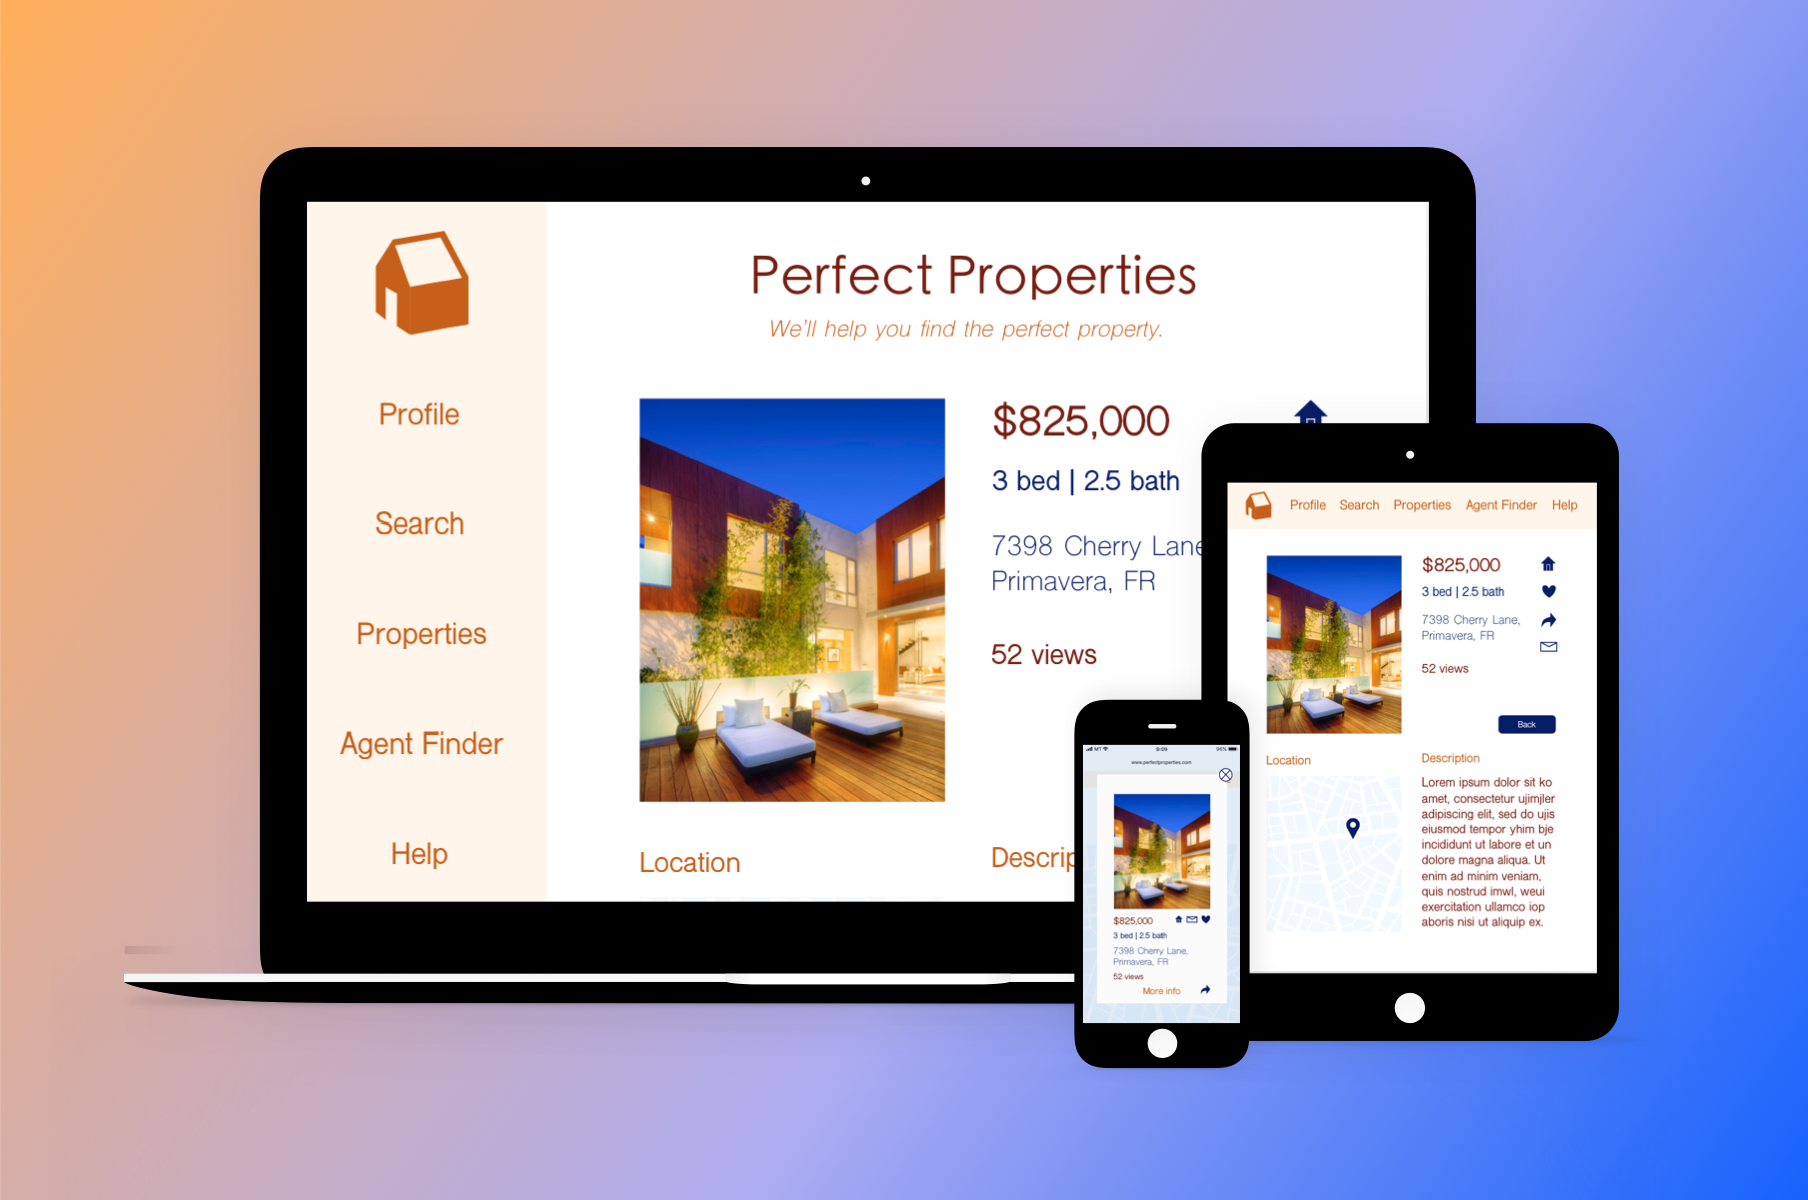 Perfect Properties
We'll help you find the perfect property.
Profile
Search
Properties
Agent Finder
Help
$825,000
3 bed | 2.5 bath
7398 Cherry Lane
Primavera, FR
52 views
Location
Descrip
Profile Search Properties Agent Finder Help
$825,000
3 bed | 2.5 bath
7398 Cherry Lane,
Primavera, FR
52 views
Back
Location
Description
Lorem ipsum dolor sit ko
amet, consectetur ujimjler
adipiscing elit, sed do ujis
eiusmod tempor yhim bje
incididunt ut labore et un
dolore magna aliqua. Ut
enim ad minim veniam,
quis nostrud imwl, weui
exercitation ullamco iop
aboris nisi ut aliquip ex.
MT 9:09 96%
www.perfectproperties.com
$825,000
3 bed | 2.5 bath
7398 Cherry Lane,
Primavera, FR
52 views
More info